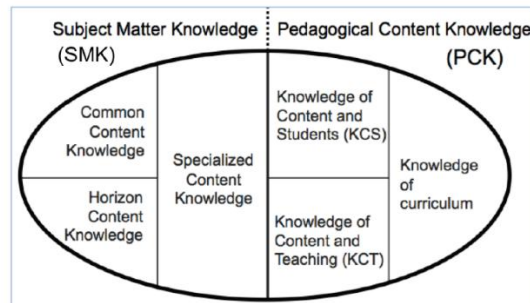 Subject Matter Knowledge
(SMK)
Pedagogical Content Knowledge
(PCK)
Common
Content
Knowledge
Horizon
Content
Knowledge
Specialized
Content
Knowledge
Knowledge of
Content and
Students (KCS)
Knowledge of
Content and
Teaching (KCT)
Knowledge
of
curriculum